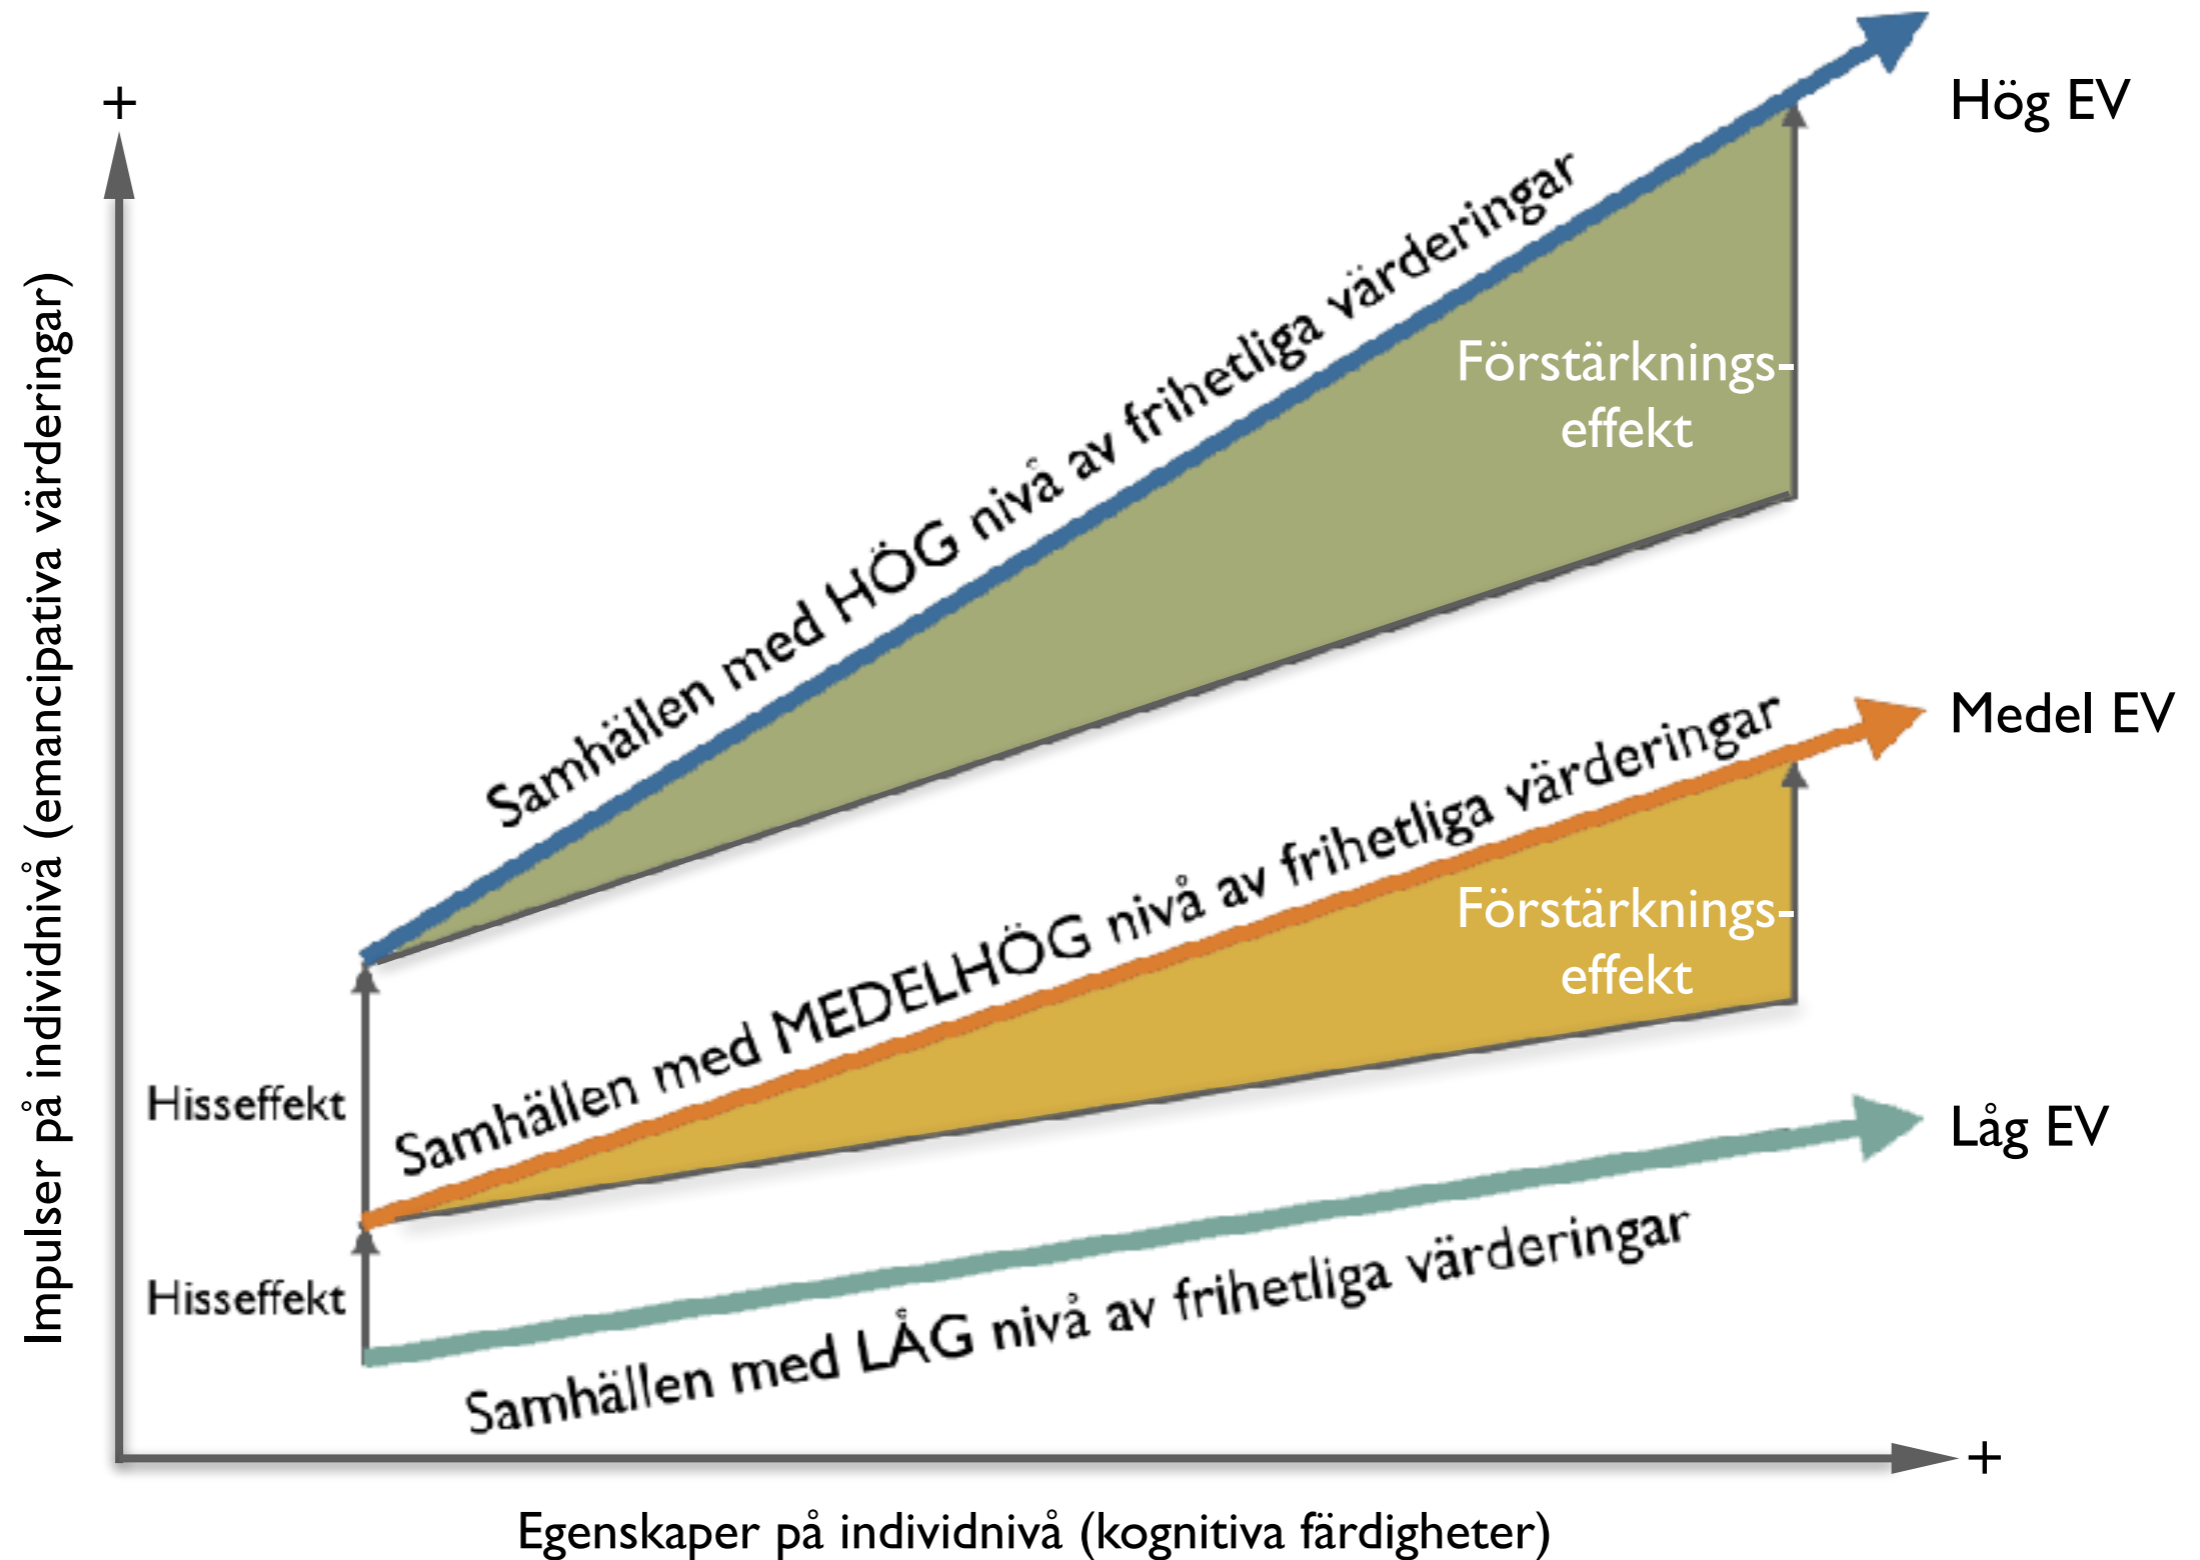 +
Hög EV
Samhällen med HÖG nivå av frihetliga värderingar
Förstärknings-
effekt
Impulser på individnivå (emancipativa värderingar)
Medel EV
Samhällen med MEDELHÖG nivå av frihetliga värderingar
Förstärknings-
effekt
Hisseffekt
Låg EV
Hisseffekt
Samhällen med LÅG nivå av frihetliga värderingar
+
Egenskaper på individnivå (kognitiva färdigheter)